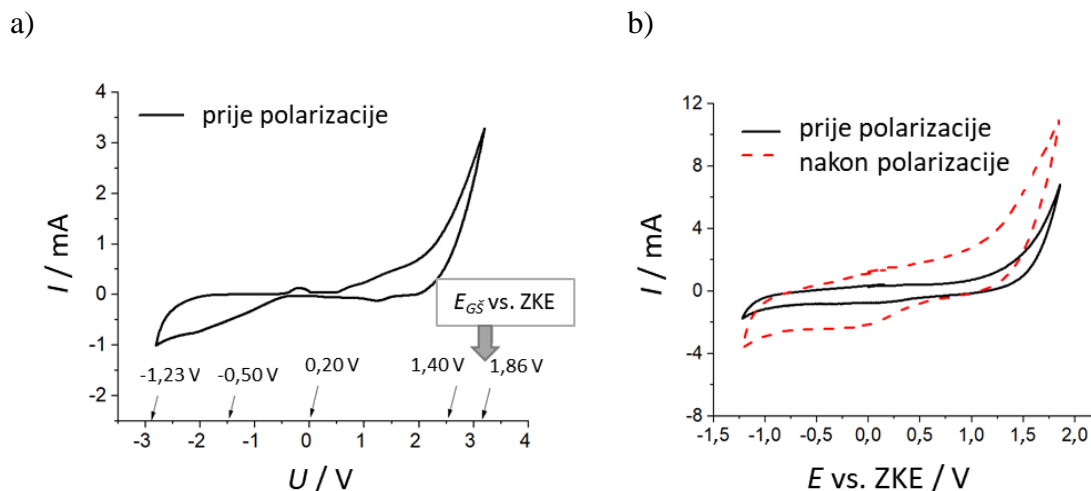 a)
b)
4
3
2
1
0
-1
-2
I / mA
prije polarizacije
E_GŠ vs. ZKE
-1,23 V
-0,50 V
0,20 V
1,40 V
1,86 V
-3
-2
-1
0
1
2
3
4
U / V
12
8
4
0
-4
-8
I / mA
prije polarizacije
nakon polarizacije
-1,5
-1,0
-0,5
0,0
0,5
1,0
1,5
2,0
E vs. ZKE / V